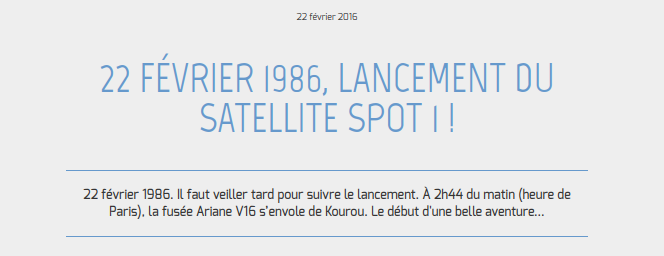 22 février 2016
22 FÉVRIER 1986, LANCEMENT DU
SATELLITE SPOT 1 !
22 février 1986. Il faut veiller tard pour suivre le lancement. À 2h44 du matin (heure de
Paris), la fusée Ariane V16 s'envole de Kourou. Le début d'une belle aventure...